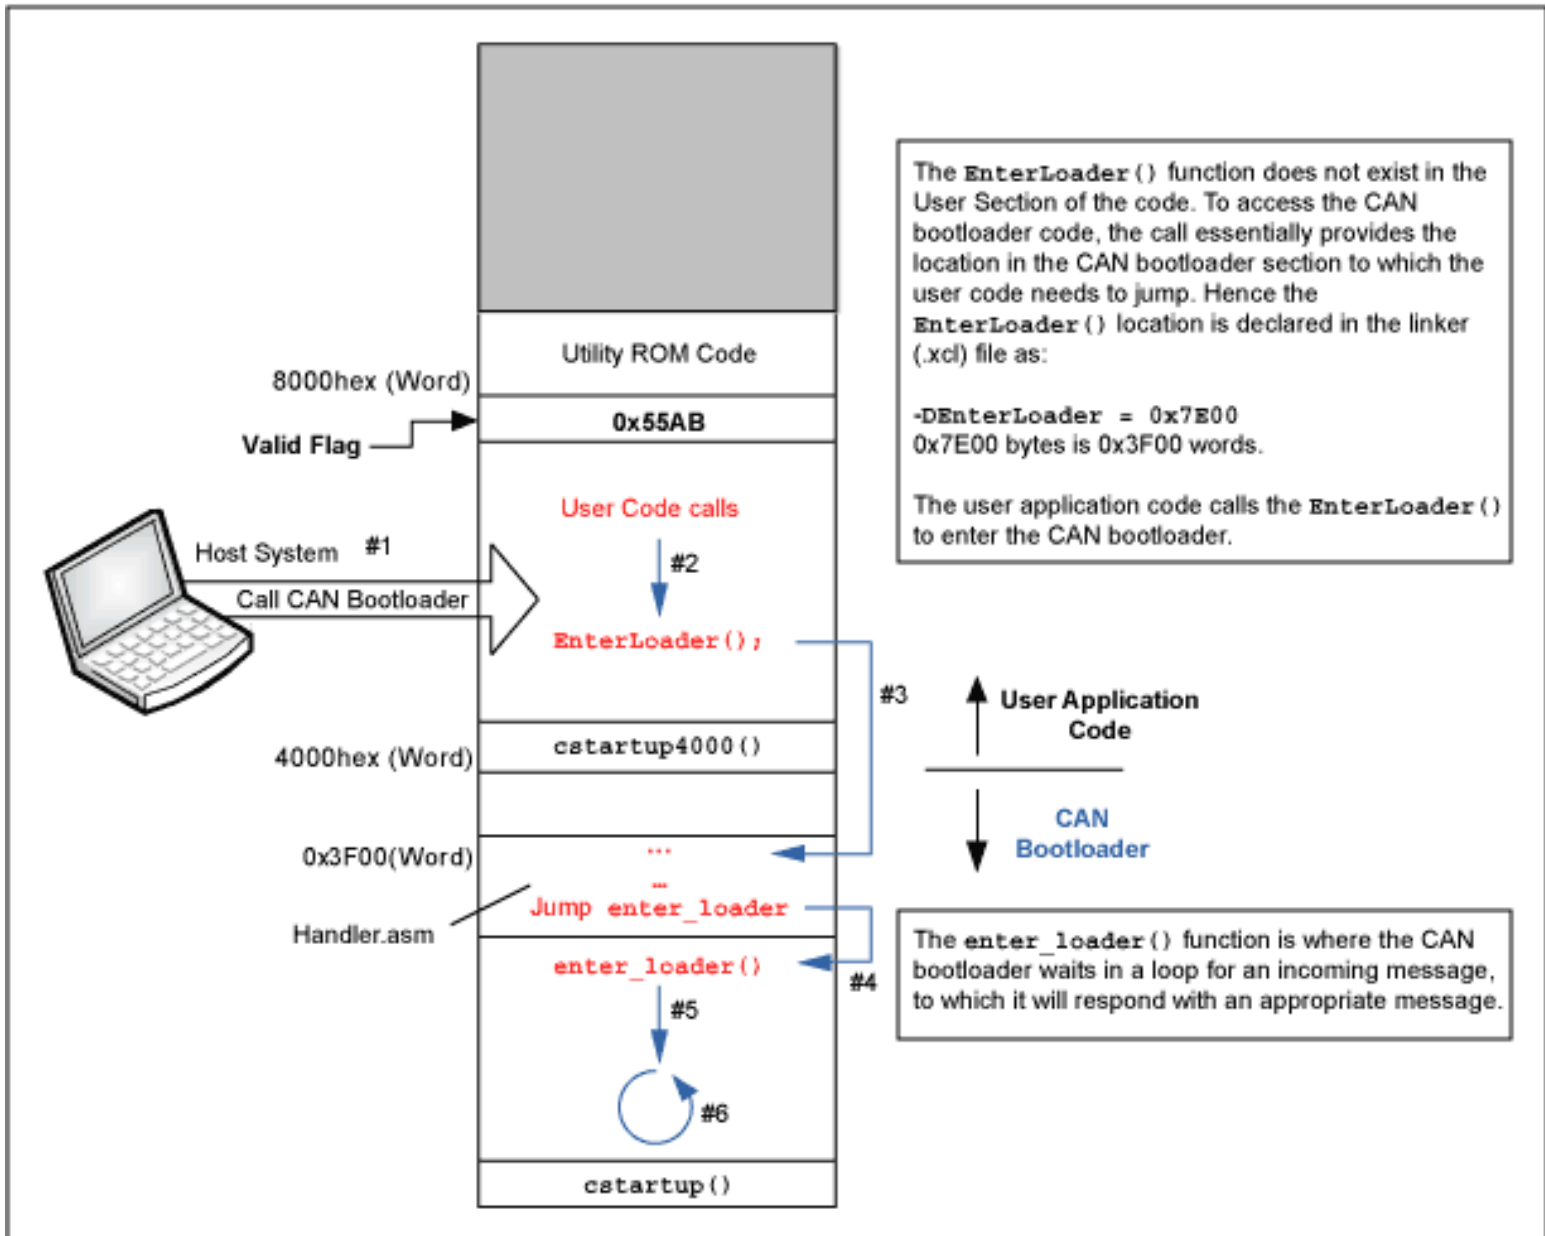 Utility ROM Code
8000hex (Word)
0x55AB
Valid Flag
User Code calls
#2
Host System
#1
Call CAN Bootloader
EnterLoader();
#3
cstartup4000()
4000hex (Word)
0x3F00(Word)
...
...
Jump enter_loader
Handler.asm
enter_loader()
#4
#5
#6
cstartup()
The EnterLoader() function does not exist in the
User Section of the code. To access the CAN
bootloader code, the call essentially provides the
location in the CAN bootloader section to which the
user code needs to jump. Hence the
EnterLoader() location is declared in the linker
(.xcl) file as:
-DEnterLoader = 0x7E00
0x7E00 bytes is 0x3F00 words.
The user application code calls the EnterLoader()
to enter the CAN bootloader.
User Application
Code
CAN
Bootloader
The enter_loader() function is where the CAN
bootloader waits in a loop for an incoming message,
to which it will respond with an appropriate message.